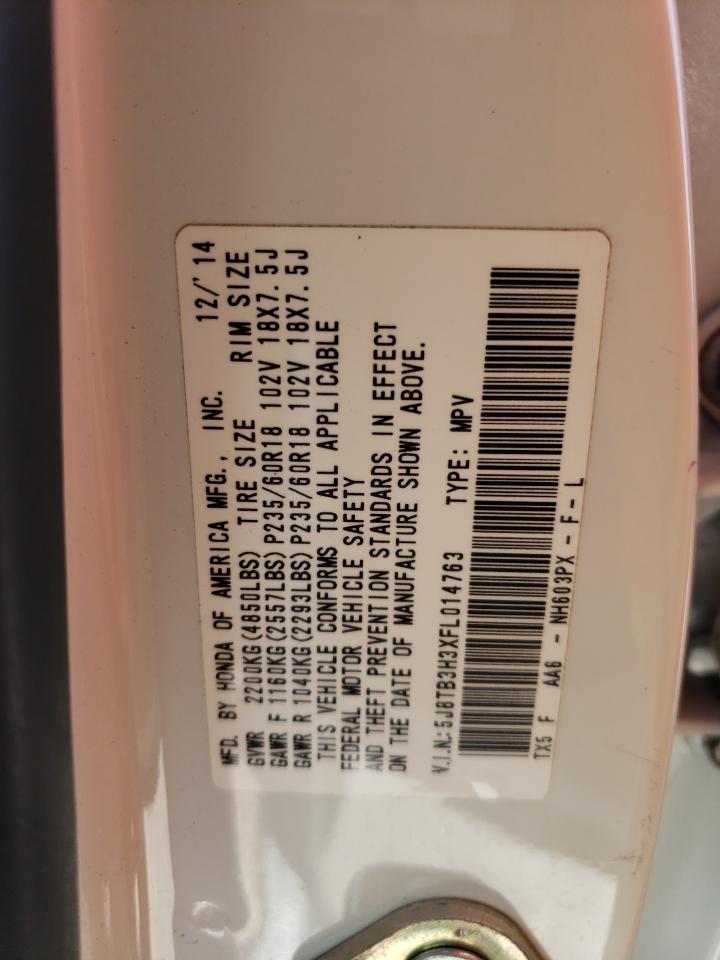 MFD. BY HONDA OF AMERICA MFG., INC. 12/'14
GVWR 2200KG(4850LBS) TIRE SIZE RIM SIZE
GAWR F 1160KG(2557LBS)P235/60R18 102V 18X7.5J
GAWR R 1040KG(2293LBS)P235/60R18 102V 18X7.5J
THIS VEHICLE CONFORMS TO ALL APPLICABLE
FEDERAL MOTOR VEHICLE SAFETY
AND THEFT PREVENTION STANDARDS IN EFFECT
ON THE DATE OF MANUFACTURE SHOWN ABOVE.
V.I.N.:5J8TB3H3XFL014763 TYPE: MPV
TX5 F AA6 - NH603PX - F - L